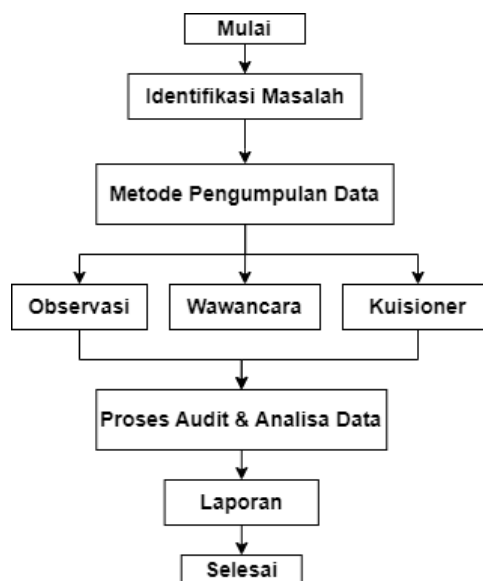 Mulai
Identifikasi Masalah
Metode Pengumpulan Data
Observasi
Wawancara
Kuisioner
Proses Audit & Analisa Data
Laporan
Selesai